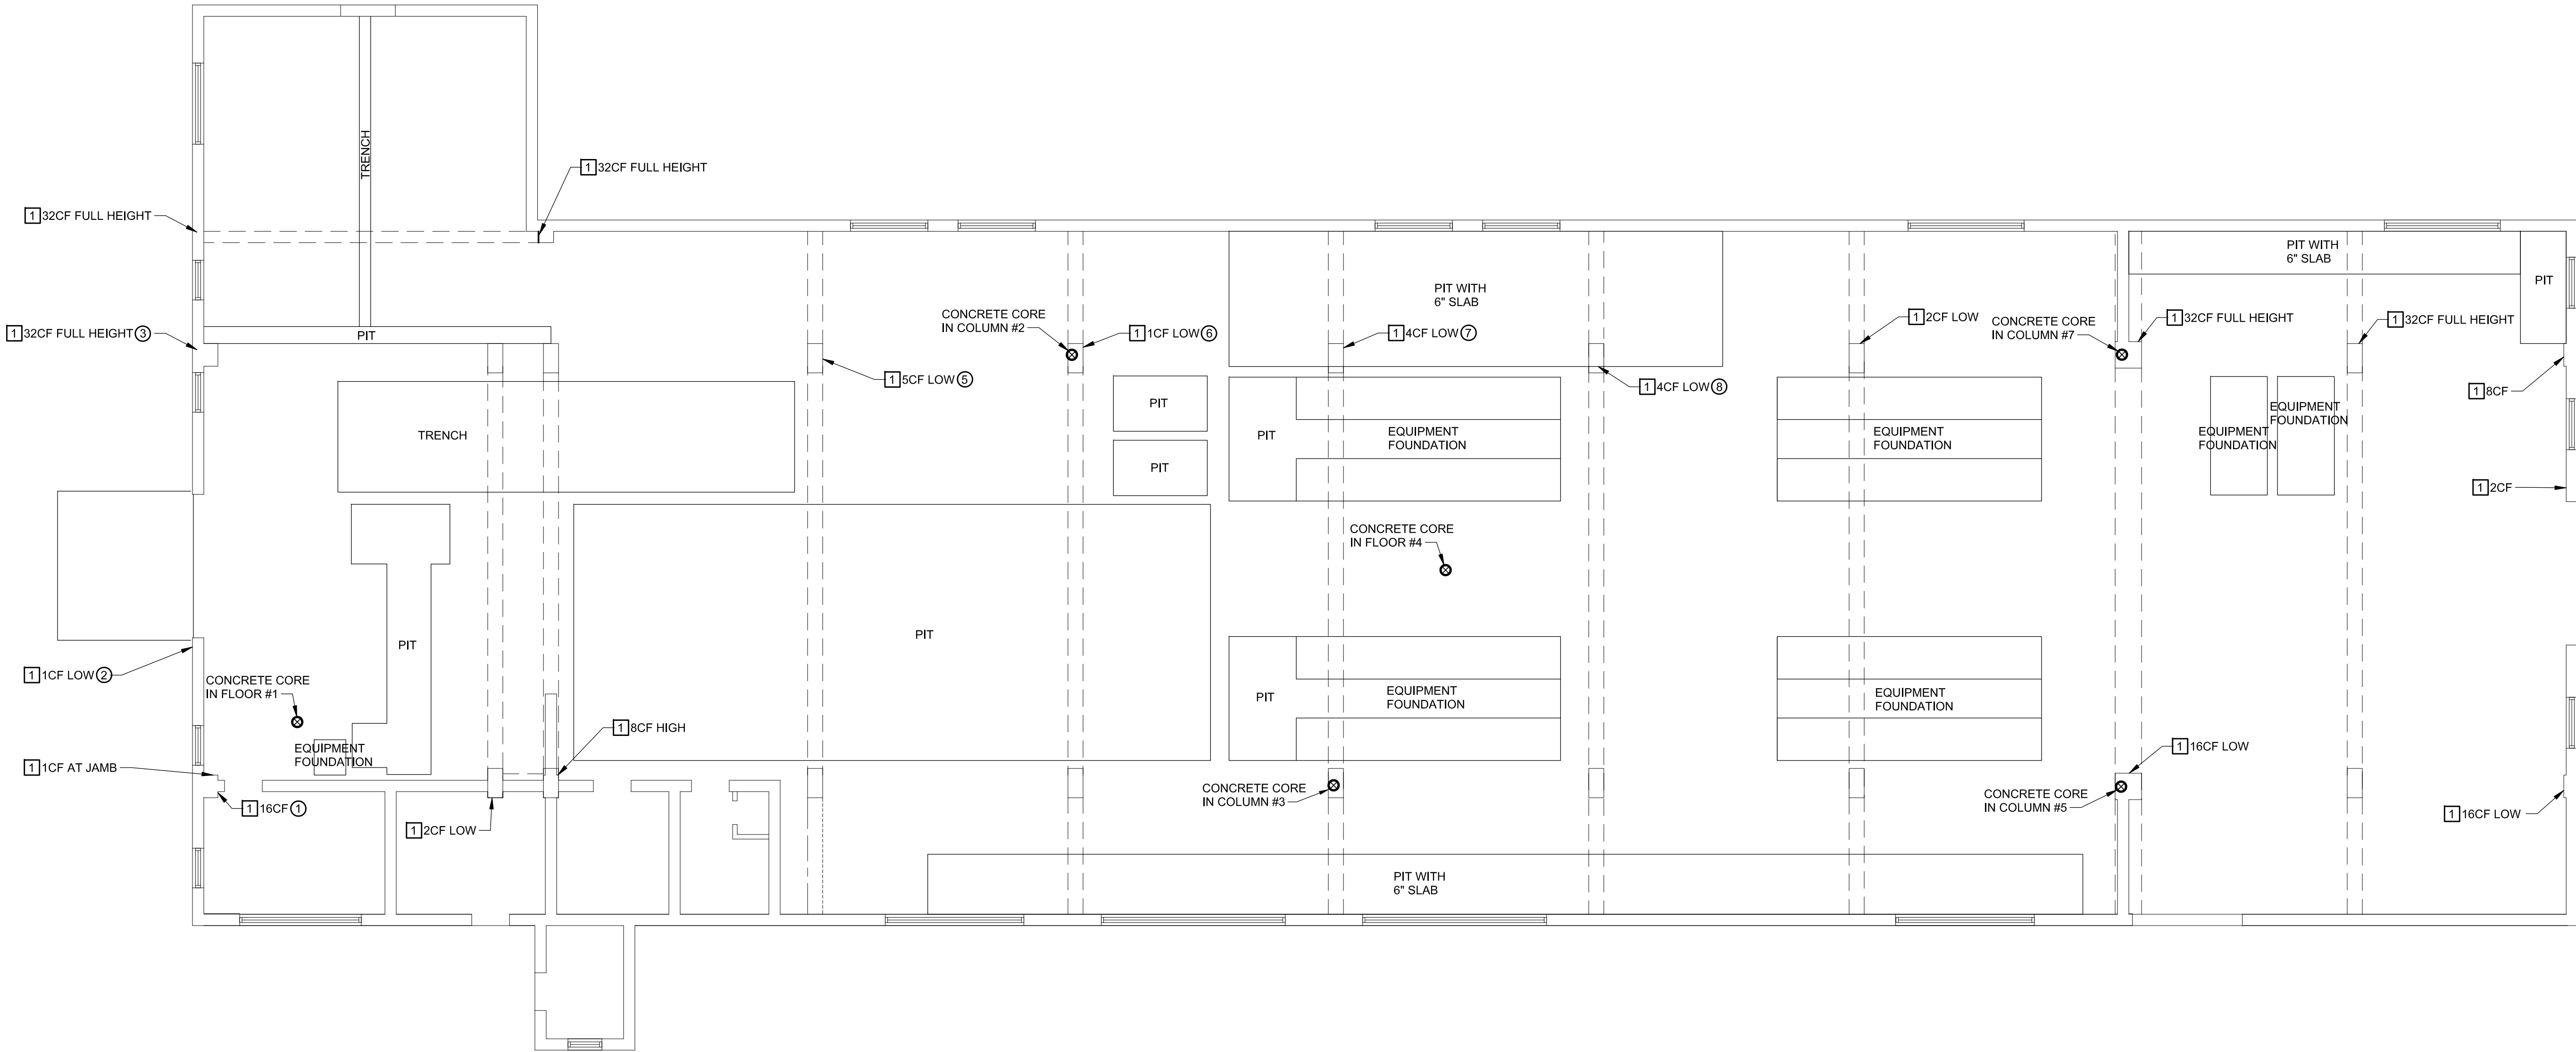 TRENCH
1 32CF FULL HEIGHT
1 32CF FULL HEIGHT
1 32CF FULL HEIGHT 3
PIT
CONCRETE CORE
IN COLUMN #2
1 1CF LOW 6
1 5CF LOW 5
PIT WITH
6" SLAB
1 4CF LOW 7
1 4CF LOW 8
1 2CF LOW
CONCRETE CORE
IN COLUMN #7
1 32CF FULL HEIGHT
1 32CF FULL HEIGHT
PIT WITH
6" SLAB
PIT
1 8CF
TRENCH
PIT
PIT
PIT
EQUIPMENT
FOUNDATION
EQUIPMENT
FOUNDATION
EQUIPMENT
FOUNDATION
EQUIPMENT
FOUNDATION
1 2CF
CONCRETE CORE
IN FLOOR #4
PIT
PIT
1 1CF LOW 2
CONCRETE CORE
IN FLOOR #1
EQUIPMENT
FOUNDATION
1 8CF HIGH
PIT
EQUIPMENT
FOUNDATION
EQUIPMENT
FOUNDATION
1 1CF AT JAMB
1 16CF 1
1 2CF LOW
CONCRETE CORE
IN COLUMN #3
1 16CF LOW
CONCRETE CORE
IN COLUMN #5
1 16CF LOW
PIT WITH
6" SLAB